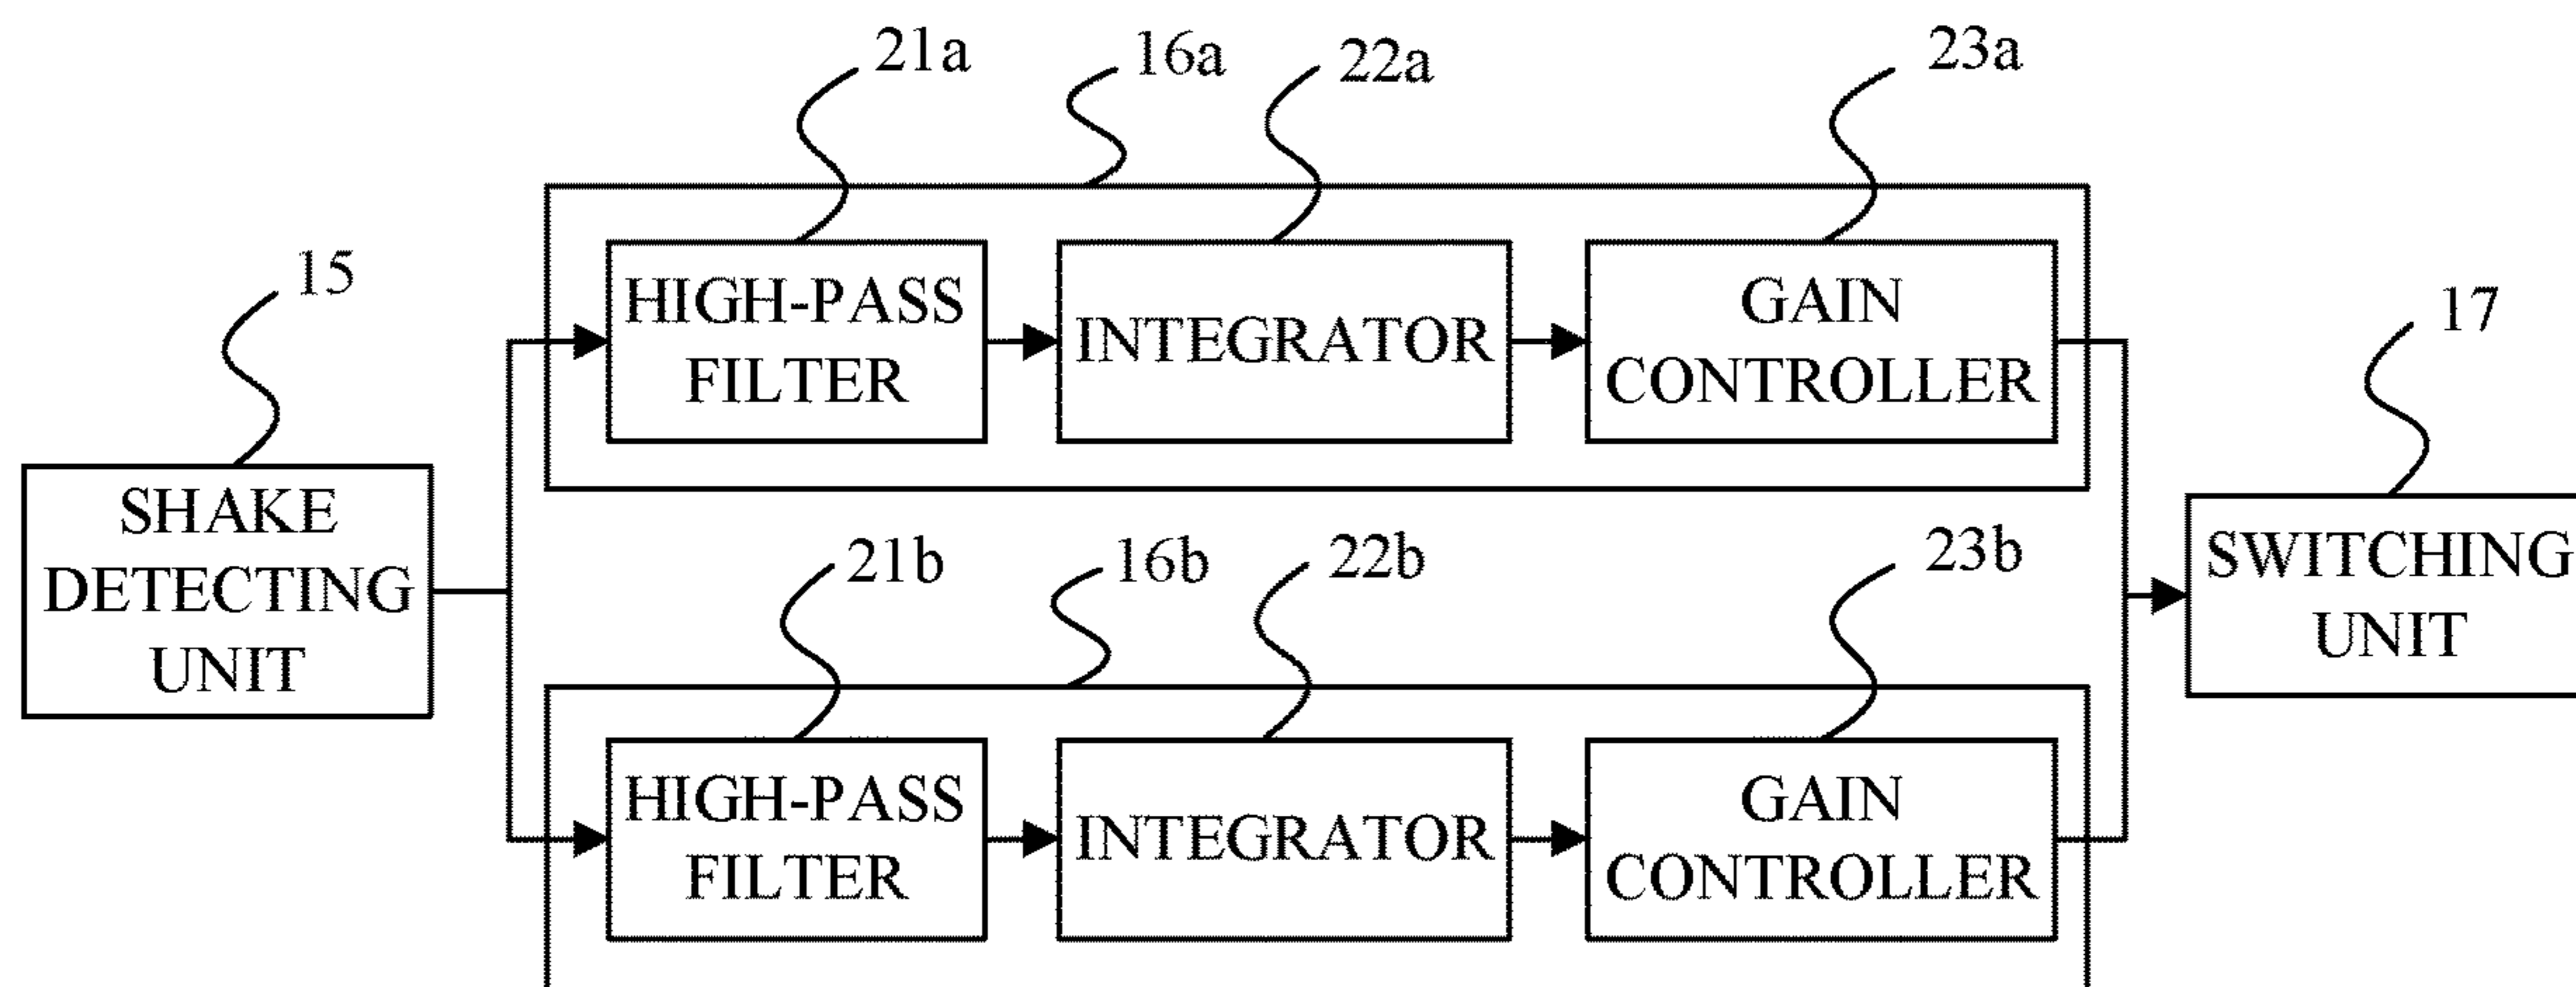 21a
16a
22a
23a
15
HIGH-PASS
FILTER
INTEGRATOR
GAIN
CONTROLLER
17
SHAKE
DETECTING
UNIT
21b
16b
22b
23b
SWITCHING
UNIT
HIGH-PASS
FILTER
INTEGRATOR
GAIN
CONTROLLER